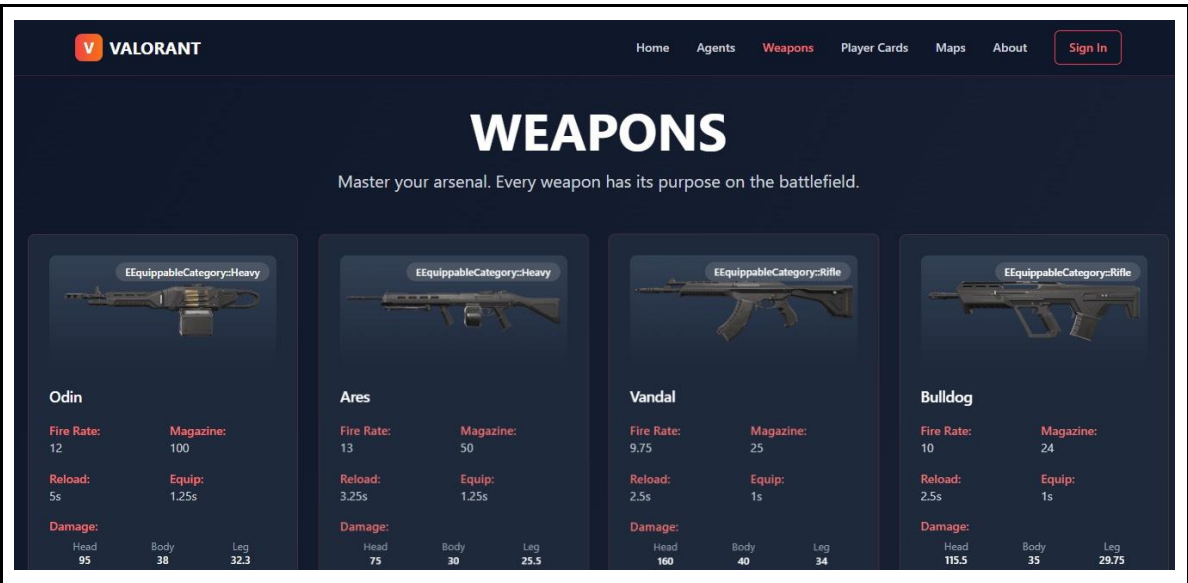 V VALORANT Home Agents Weapons Player Cards Maps About Sign In
WEAPONS
Master your arsenal. Every weapon has its purpose on the battlefield.
EEquippableCategory::Heavy
Odin
Fire Rate: Magazine:
12 100
Reload: Equip:
5s 1.25s
Damage:
Head Body Leg
95 38 32.3
EEquippableCategory::Heavy
Ares
Fire Rate: Magazine:
13 50
Reload: Equip:
3.25s 1.25s
Damage:
Head Body Leg
75 30 25.5
EEquippableCategory::Rifle
Vandal
Fire Rate: Magazine:
9.75 25
Reload: Equip:
2.5s 1s
Damage:
Head Body Leg
160 40 34
EEquippableCategory::Rifle
Bulldog
Fire Rate: Magazine:
10 24
Reload: Equip:
2.5s 1s
Damage:
Head Body Leg
115.5 35 29.75